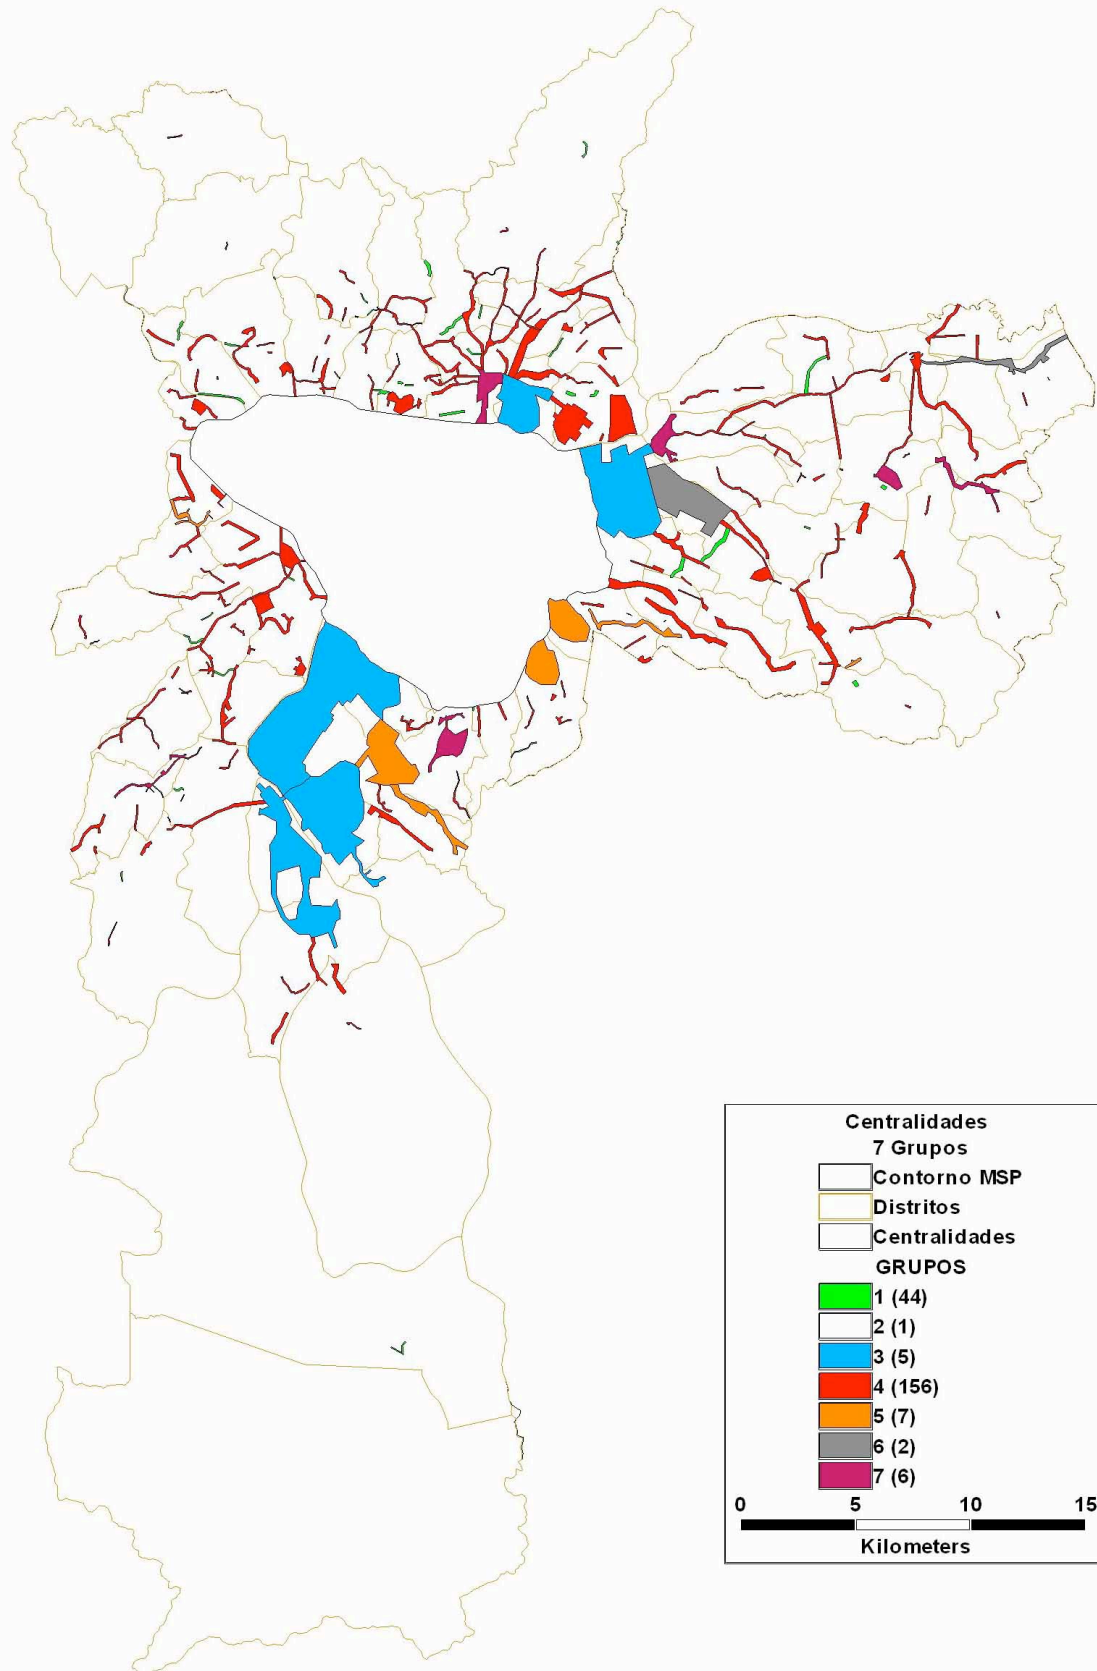 Centralidades
7 Grupos
Contorno MSP
Distritos
Centralidades
GRUPOS
1 (44)
2 (1)
3 (5)
4 (156)
5 (7)
6 (2)
7 (6)
0 5 10 15
Kilometers